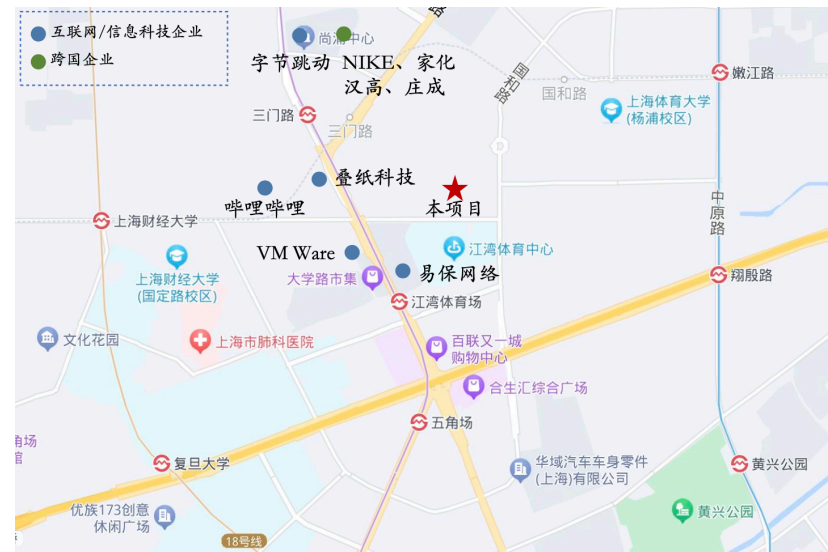 互联网/信息科技企业
跨国企业
尚浦中心
字节跳动
NIKE、家化
汉高、庄成
国和路
国和路
嫩江路
上海体育大学
(杨浦校区)
三门路
三门路
叠纸科技
哔哩哔哩
本项目
中原路
上海财经大学
VM Ware
江湾体育中心
上海财经大学
(国定路校区)
大学路市集
易保网络
翔殷路
江湾体育场
文化花园
上海市肺科医院
百联又一城
购物中心
合生汇综合广场
五角场
角场
馆
复旦大学
华域汽车车身零件
(上海)有限公司
黄兴公园
优族173创意
休闲广场
黄兴公园
18号线